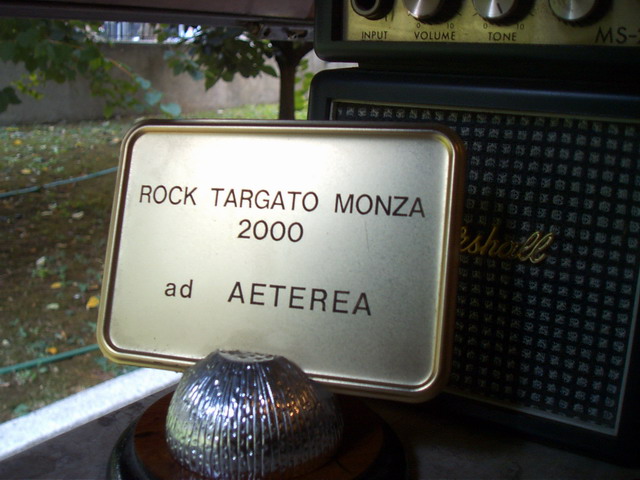 INPUT VOLUME TONE
ROCK TARGATO MONZA
2000
ad AETEREA